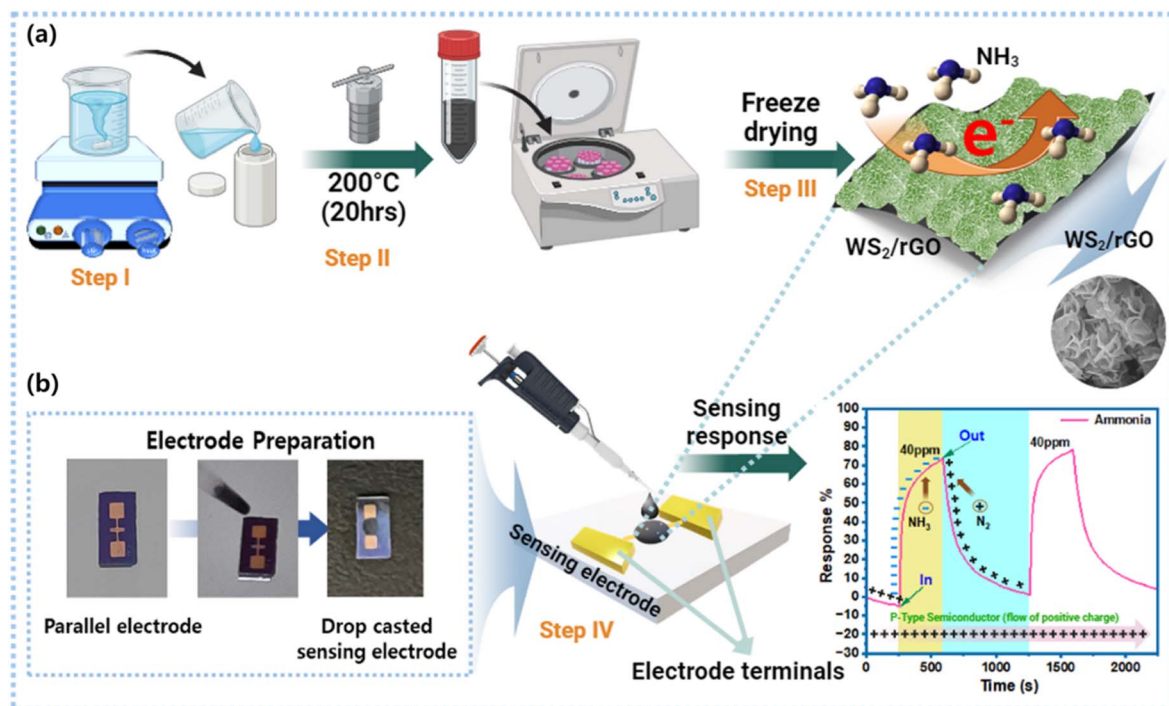 (a)
Step I
200°C
(20hrs)
Step II
Freeze
drying
Step III
NH₃
e⁻
WS₂/rGO
WS₂/rGO
(b)
Electrode Preparation
Parallel electrode
Drop casted
sensing electrode
Step IV
Sensing electrode
Electrode terminals
Sensing
response
100
90
80
70
60
50
40
30
20
10
0
−10
−20
−30
Response %
Ammonia
40ppm
Out
40ppm
NH₃
−
+
N₂
In
P-Type Semiconductor (flow of positive charge)
0
500
1000
1500
2000
Time (s)